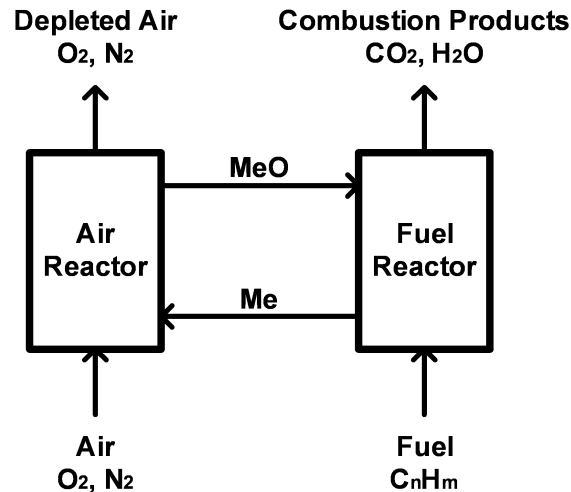 Depleted Air
O2, N2
Combustion Products
CO2, H2O
MeO
Air
Reactor
Fuel
Reactor
Me
Air
O2, N2
Fuel
CnHm